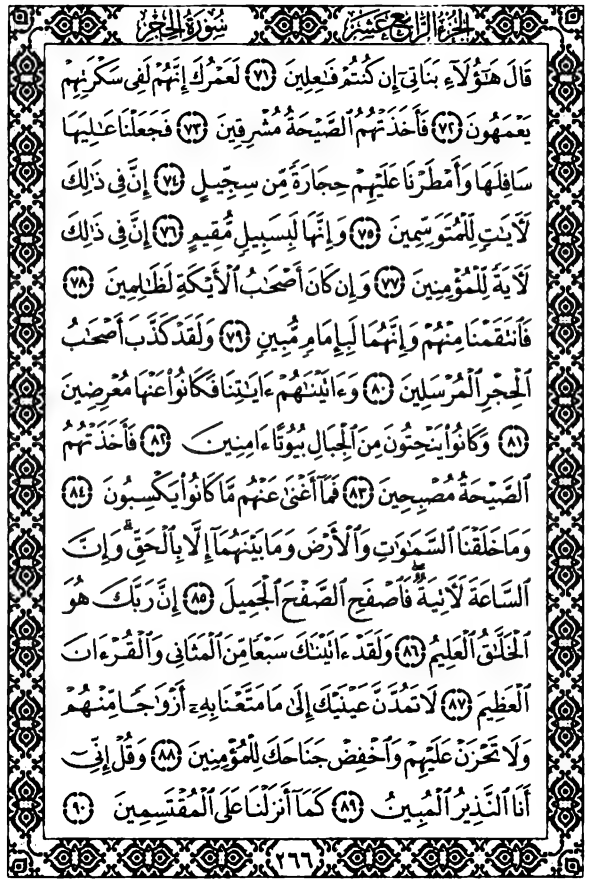 الجزء الرابع عشر
سورة الحجر
قَالَ هَٰٓؤُلَآءِ بَنَاتِىٓ إِن كُنتُمْ فَٰعِلِينَ ﴿٧١﴾ لَعَمْرُكَ إِنَّهُمْ لَفِى سَكْرَتِهِمْ
يَعْمَهُونَ ﴿٧٢﴾ فَأَخَذَتْهُمُ ٱلصَّيْحَةُ مُشْرِقِينَ ﴿٧٣﴾ فَجَعَلْنَا عَٰلِيَهَا
سَافِلَهَا وَأَمْطَرْنَا عَلَيْهِمْ حِجَارَةً مِّن سِجِّيلٍ ﴿٧٤﴾ إِنَّ فِى ذَٰلِكَ
لَءَايَٰتٍ لِّلْمُتَوَسِّمِينَ ﴿٧٥﴾ وَإِنَّهَا لَبِسَبِيلٍ مُّقِيمٍ ﴿٧٦﴾ إِنَّ فِى ذَٰلِكَ
لَءَايَةً لِّلْمُؤْمِنِينَ ﴿٧٧﴾ وَإِن كَانَ أَصْحَٰبُ ٱلْأَيْكَةِ لَظَٰلِمِينَ ﴿٧٨﴾
فَٱنتَقَمْنَا مِنْهُمْ وَإِنَّهُمَا لَبِإِمَامٍ مُّبِينٍ ﴿٧٩﴾ وَلَقَدْ كَذَّبَ أَصْحَٰبُ
ٱلْحِجْرِ ٱلْمُرْسَلِينَ ﴿٨٠﴾ وَءَاتَيْنَٰهُمْ ءَايَٰتِنَا فَكَانُوا۟ عَنْهَا مُعْرِضِينَ
﴿٨١﴾ وَكَانُوا۟ يَنْحِتُونَ مِنَ ٱلْجِبَالِ بُيُوتًا ءَامِنِينَ ﴿٨٢﴾ فَأَخَذَتْهُمُ
ٱلصَّيْحَةُ مُصْبِحِينَ ﴿٨٣﴾ فَمَآ أَغْنَىٰ عَنْهُم مَّا كَانُوا۟ يَكْسِبُونَ ﴿٨٤﴾
وَمَا خَلَقْنَا ٱلسَّمَٰوَٰتِ وَٱلْأَرْضَ وَمَا بَيْنَهُمَآ إِلَّا بِٱلْحَقِّ ۗ وَإِنَّ
ٱلسَّاعَةَ لَءَاتِيَةٌ ۖ فَٱصْفَحِ ٱلصَّفْحَ ٱلْجَمِيلَ ﴿٨٥﴾ إِنَّ رَبَّكَ هُوَ
ٱلْخَلَّٰقُ ٱلْعَلِيمُ ﴿٨٦﴾ وَلَقَدْ ءَاتَيْنَٰكَ سَبْعًا مِّنَ ٱلْمَثَانِى وَٱلْقُرْءَانَ
ٱلْعَظِيمَ ﴿٨٧﴾ لَا تَمُدَّنَّ عَيْنَيْكَ إِلَىٰ مَا مَتَّعْنَا بِهِۦٓ أَزْوَٰجًا مِّنْهُمْ
وَلَا تَحْزَنْ عَلَيْهِمْ وَٱخْفِضْ جَنَاحَكَ لِلْمُؤْمِنِينَ ﴿٨٨﴾ وَقُلْ إِنِّىٓ
أَنَا ٱلنَّذِيرُ ٱلْمُبِينُ ﴿٨٩﴾ كَمَآ أَنزَلْنَا عَلَى ٱلْمُقْتَسِمِينَ ﴿٩٠﴾
٢٦٦